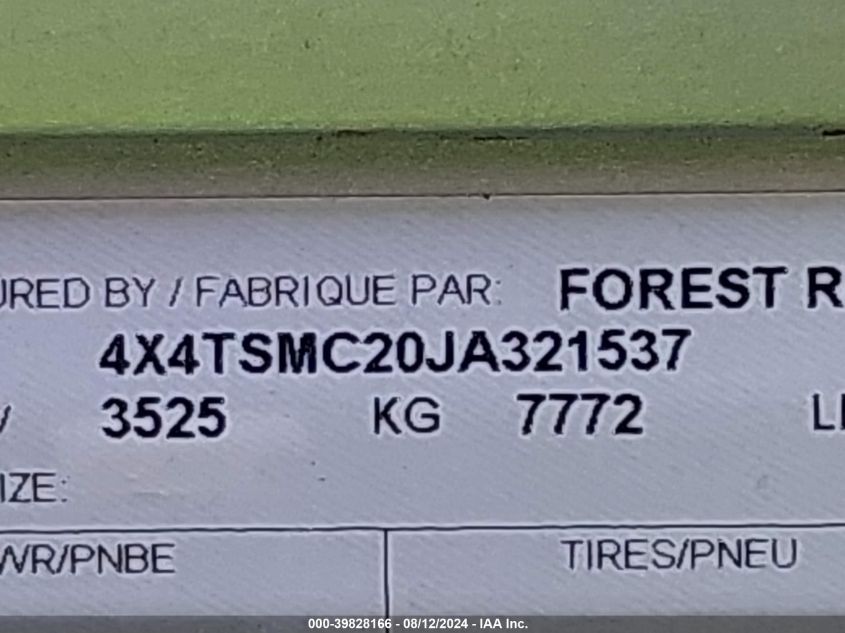 URED BY / FABRIQUE PAR: FOREST R
4X4TSMC20JA321537
3525 KG 7772 L
IZE:
WR/PNBE TIRES/PNEU
000-39828166 - 08/12/2024 - IAA Inc.